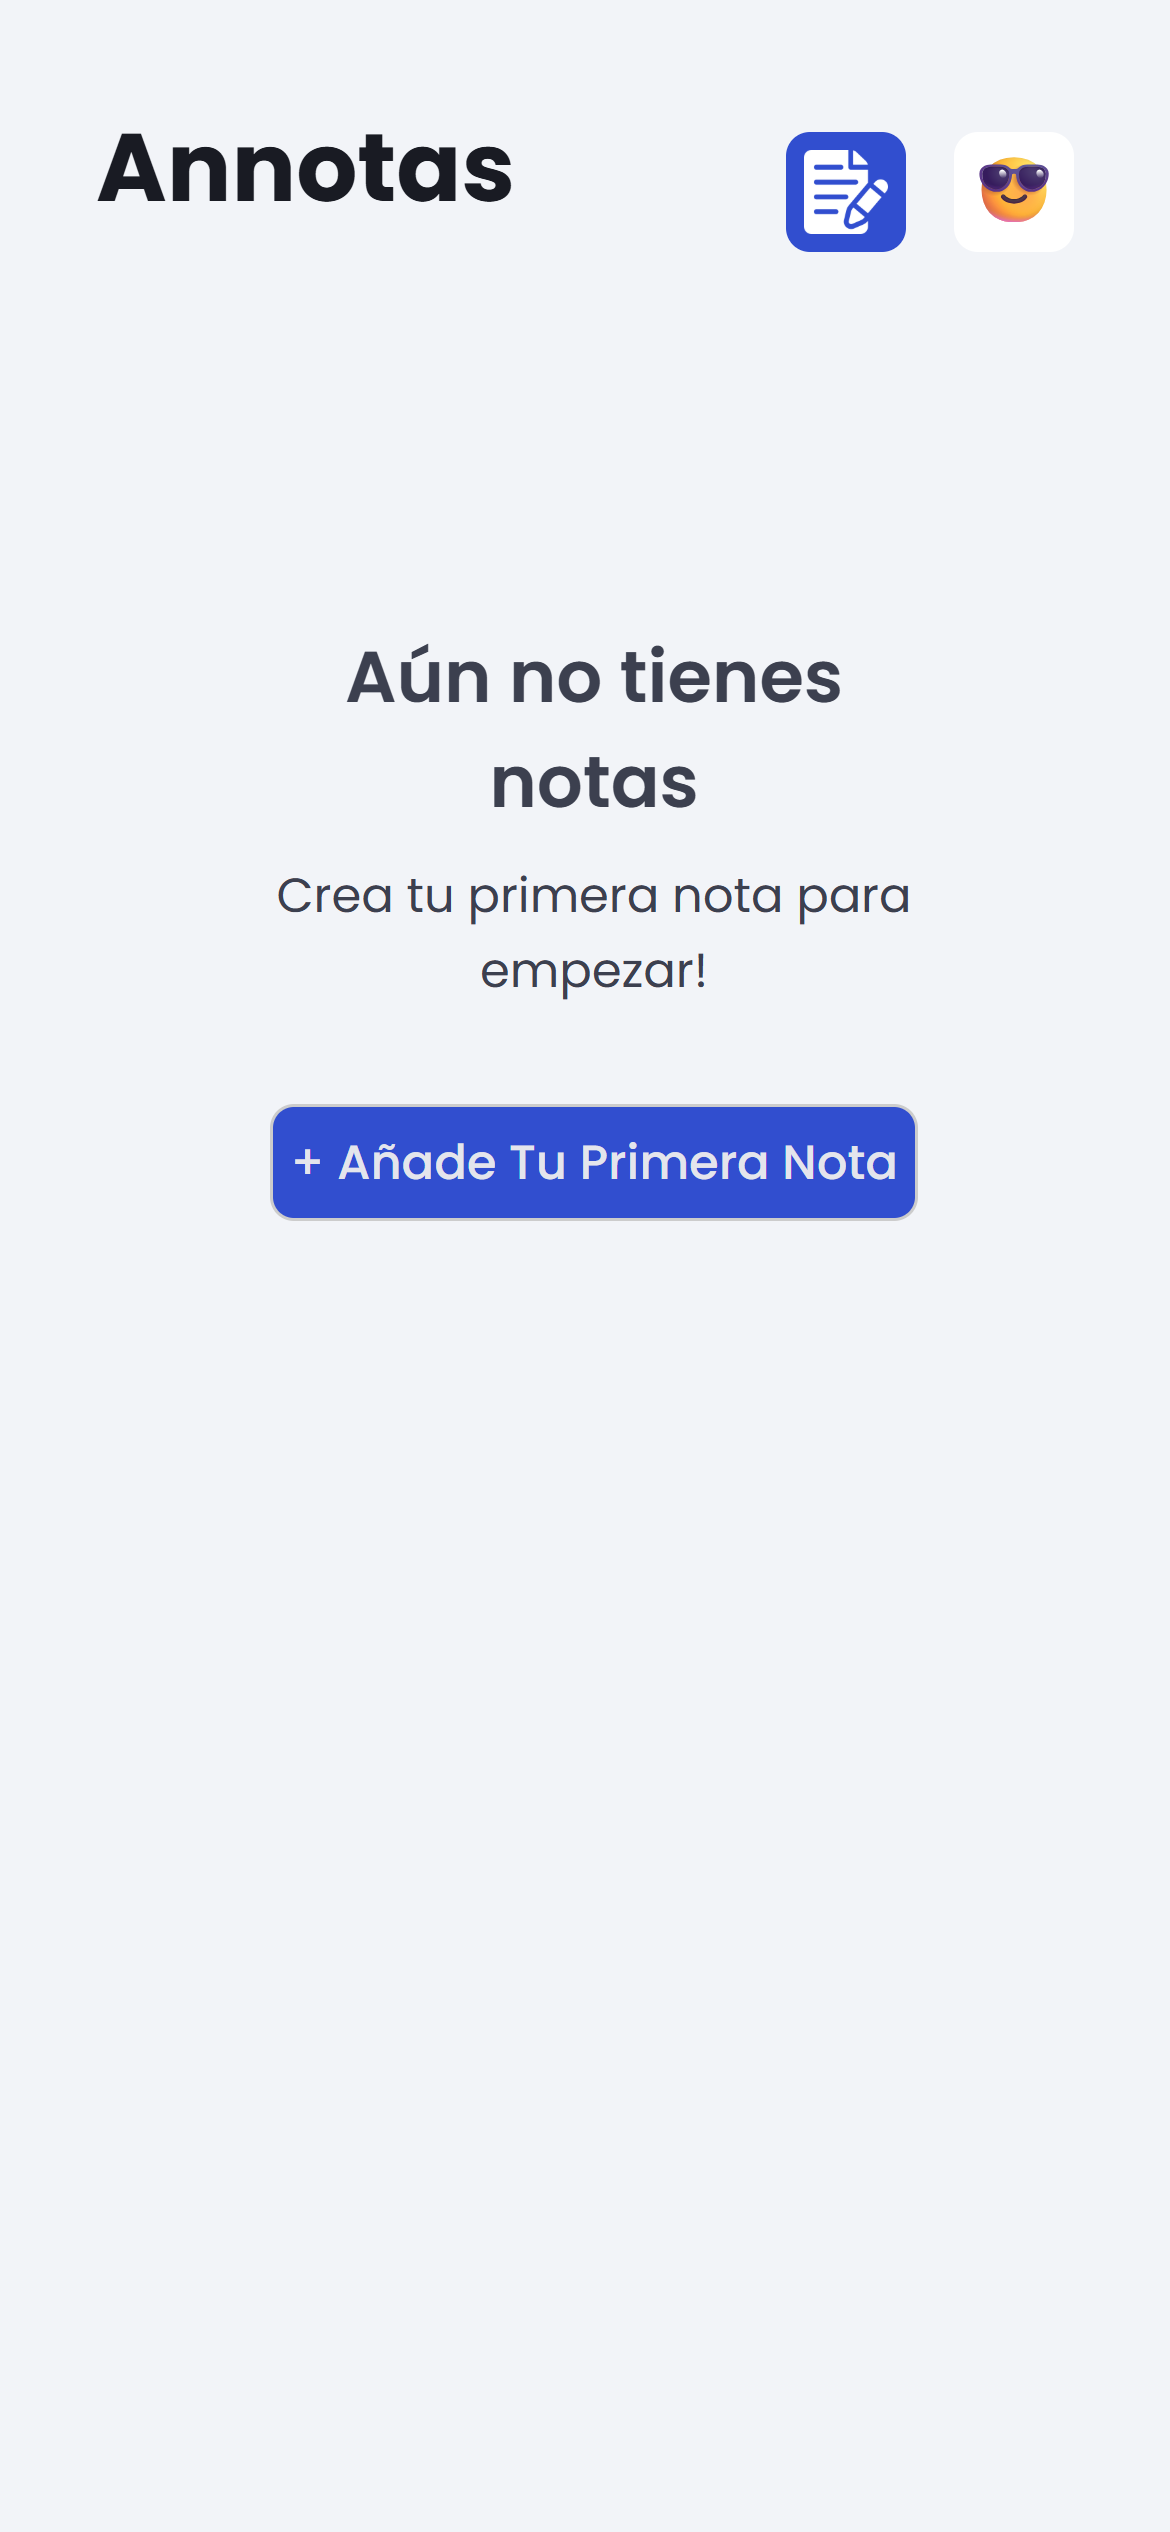 Annotas
Aún no tienes
notas
Crea tu primera nota para
empezar!
+ Añade Tu Primera Nota